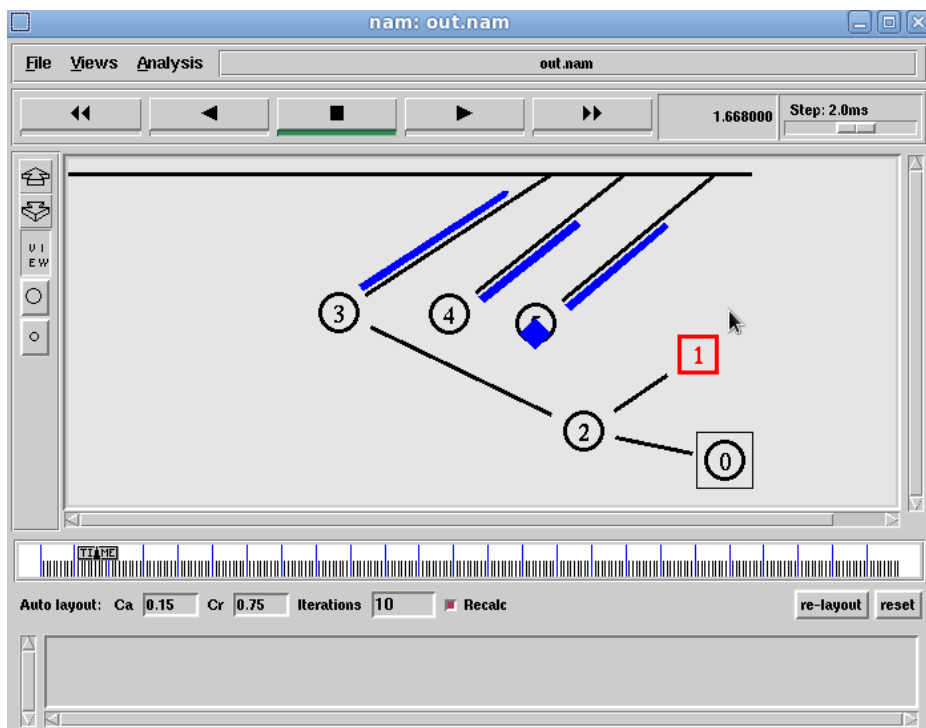 nam: out.nam
File Views Analysis out.nam
1.668000 Step: 2.0ms
V I
E W
3 4 5
1
2
0
TIME
Auto layout: Ca 0.15 Cr 0.75 Iterations 10 Recalc re-layout reset